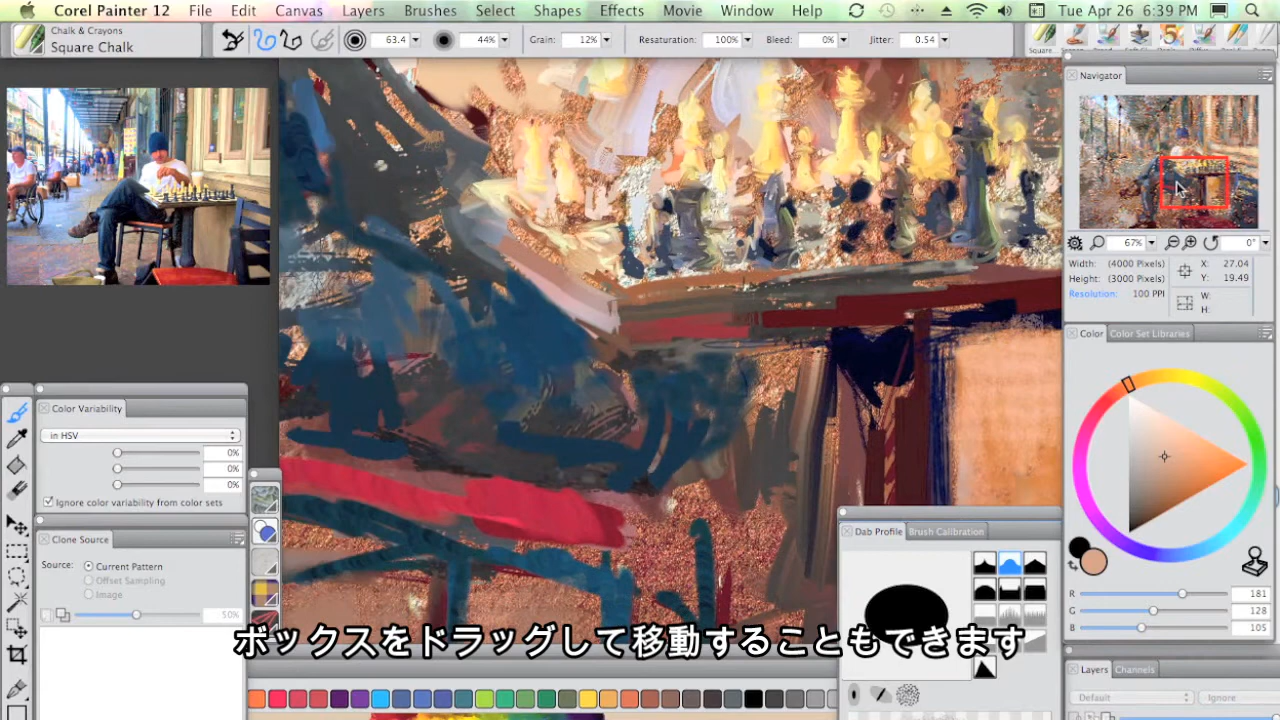 Corel Painter 12 File Edit Canvas Layers Brushes Select Shapes Effects Movie Window Help Tue Apr 26 6:39 PM
Chalk & Crayons
Square Chalk
63.4 44% Grain: 12% Resaturation: 100% Bleed: 0% Jitter: 0.54
Square
Navigator
67% 0°
Width: (4000 Pixels) X: 27.04
Height: (3000 Pixels) Y: 19.49
Resolution: 100 PPI W:
H:
Color Color Set Libraries
R 181
G 128
B 105
Layers Channels
Default Ignore
Color Variability
in HSV
0%
0%
0%
Ignore color variability from color sets
Clone Source
Source: Current Pattern
Offset Sampling
Image
50%
Dab Profile Brush Calibration
ボックスをドラッグして移動することもできます